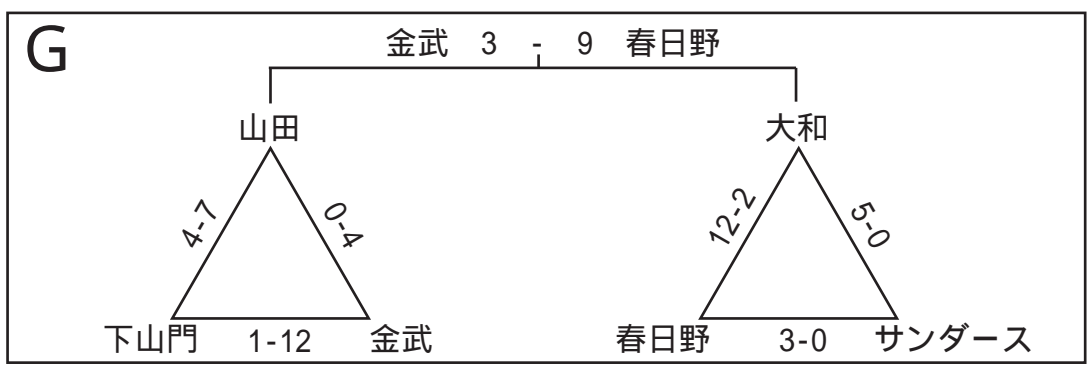 G
金武 3 - 9 春日野
山田
大和
4-7
0-4
12-2
5-0
下山門 1-12 金武
春日野 3-0 サンダース